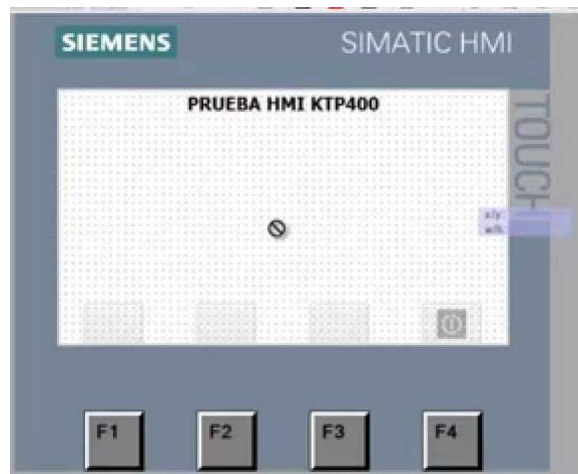 SIEMENS
SIMATIC HMI
PRUEBA HMI KTP400
TOUCH
x/y:
w/h:
F1
F2
F3
F4